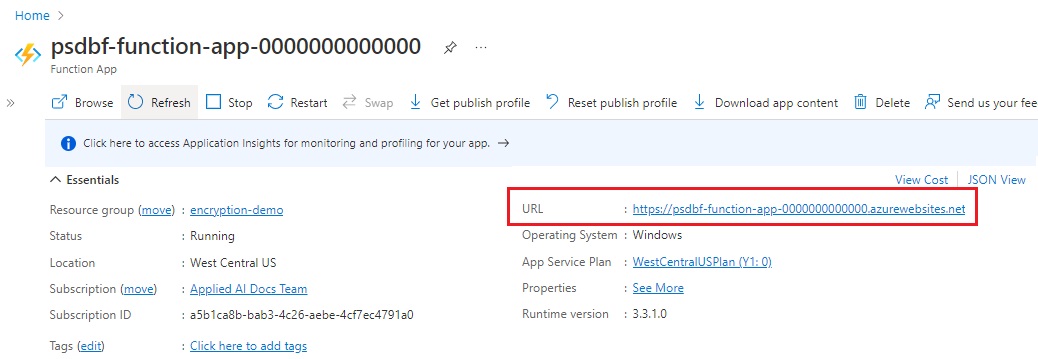 Home >
psdbf-function-app-0000000000000 ...
Function App
» Browse Refresh Stop Restart Swap Get publish profile Reset publish profile Download app content Delete Send us your fee
Click here to access Application Insights for monitoring and profiling for your app. →
Essentials View Cost JSON View
Resource group (move) : encryption-demo
Status : Running
Location : West Central US
Subscription (move) : Applied AI Docs Team
Subscription ID : a5b1ca8b-bab3-4c26-aebe-4cf7ec4791a0
Tags (edit) : Click here to add tags
URL : https://psdbf-function-app-0000000000000.azurewebsites.net
Operating System : Windows
App Service Plan : WestCentralUSPlan (Y1: 0)
Properties : See More
Runtime version : 3.3.1.0